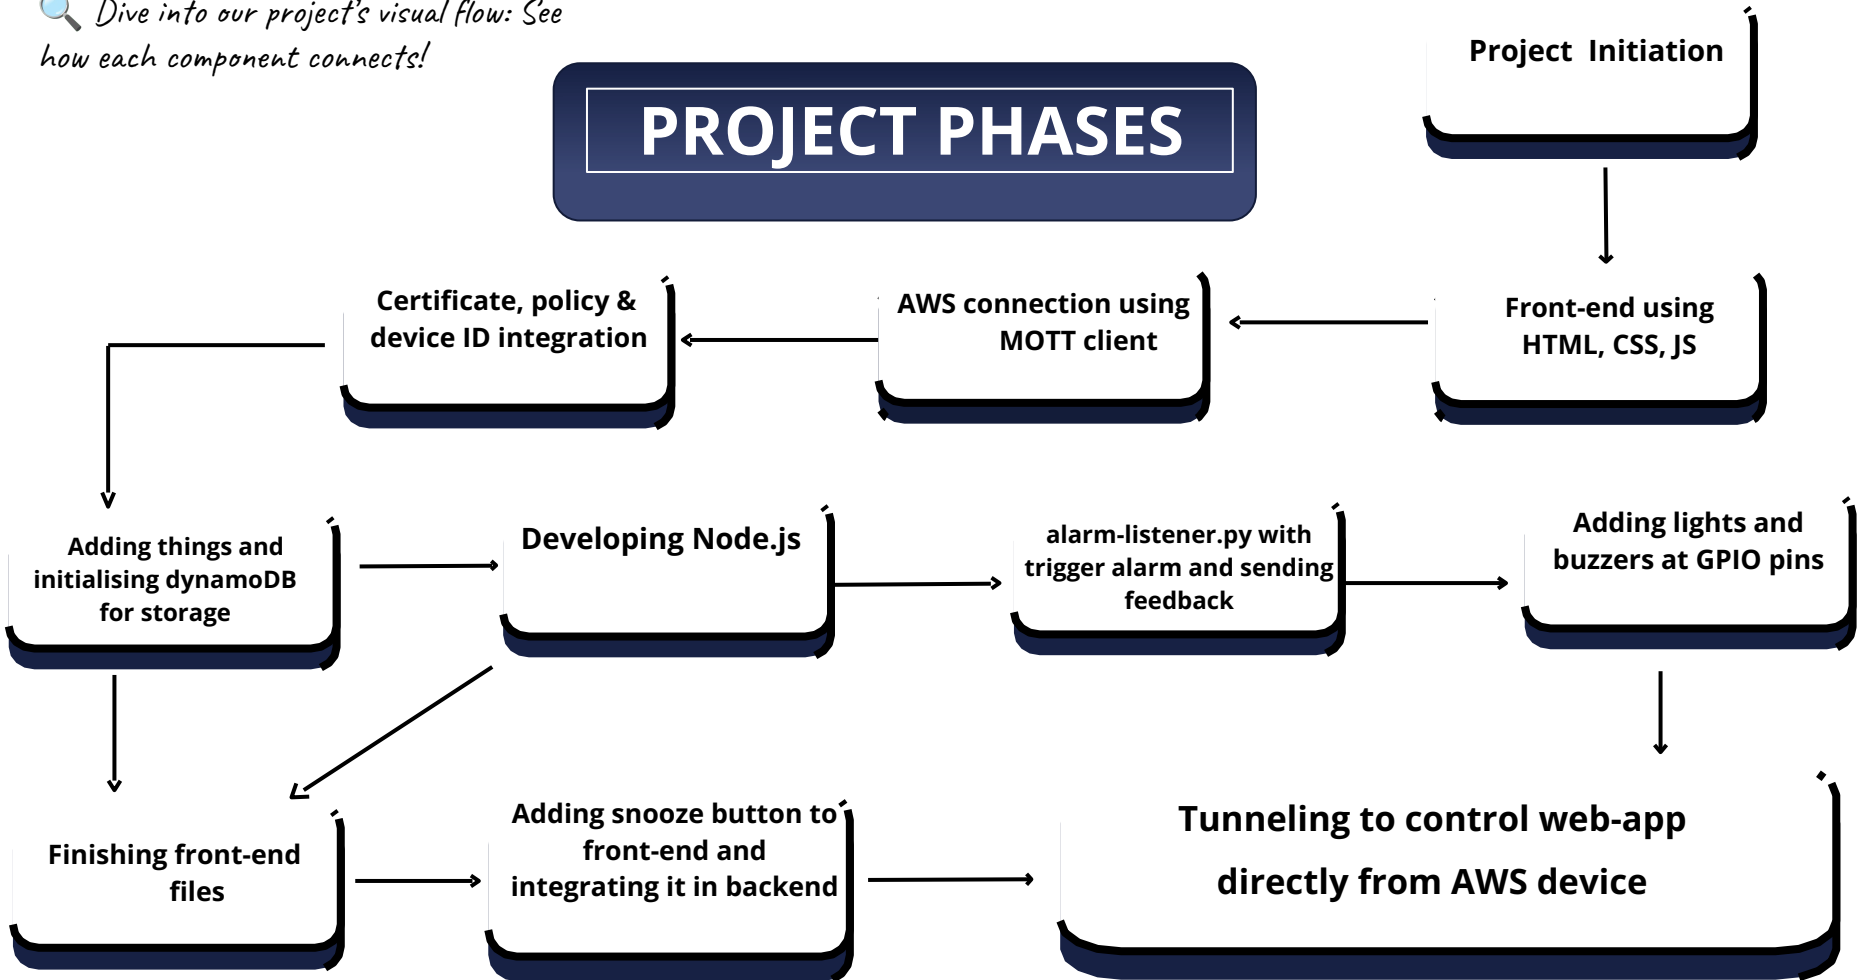 🔍 Dive into our project's visual flow: See
how each component connects!
PROJECT PHASES
Project Initiation
Front-end using
HTML, CSS, JS
AWS connection using
MOTT client
Certificate, policy &
device ID integration
Adding things and
initialising dynamoDB
for storage
Developing Node.js
alarm-listener.py with
trigger alarm and sending
feedback
Adding lights and
buzzers at GPIO pins
Finishing front-end
files
Adding snooze button to
front-end and
integrating it in backend
Tunneling to control web-app
directly from AWS device